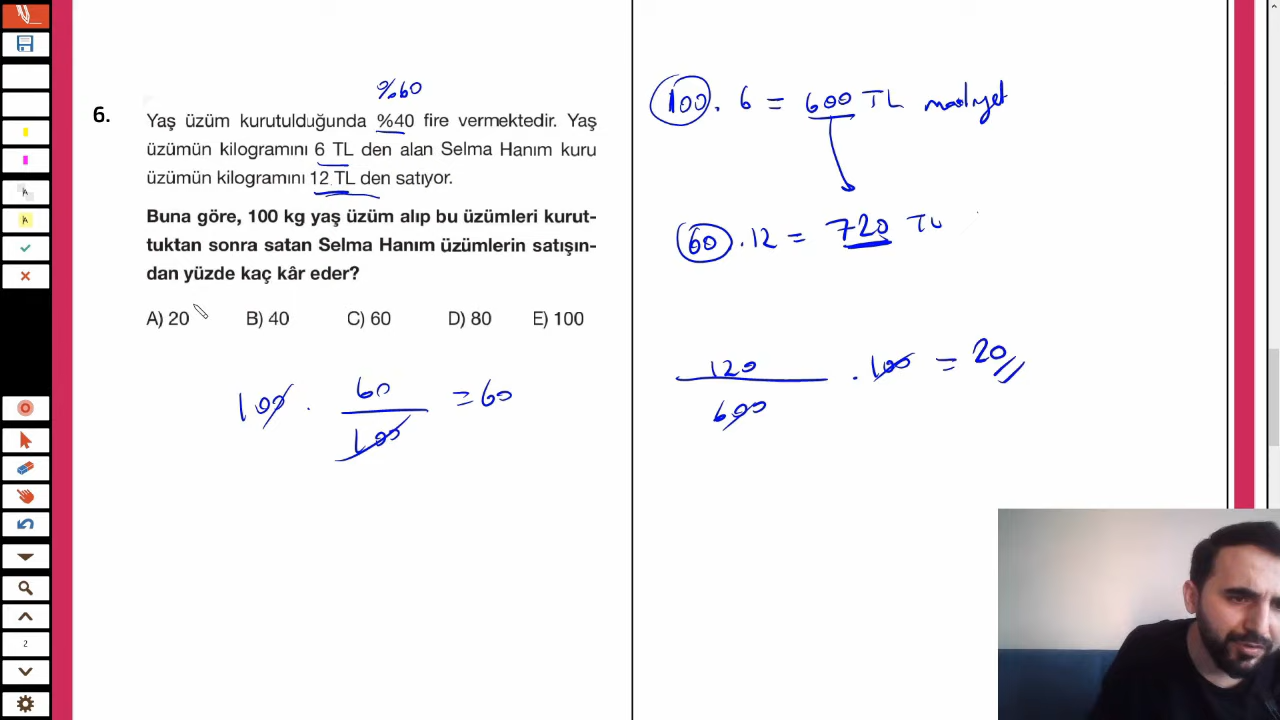 %60
6.
Yaş üzüm kurutulduğunda %40 fire vermektedir. Yaş
üzümün kilogramını 6 TL den alan Selma Hanım kuru
üzümün kilogramını 12 TL den satıyor.
Buna göre, 100 kg yaş üzüm alıp bu üzümleri kurut-
tuktan sonra satan Selma Hanım üzümlerin satışın-
dan yüzde kaç kâr eder?
A) 20 B) 40 C) 60 D) 80 E) 100
100 . 60
100 = 60
100 . 6 = 600 TL maliyet
60 . 12 = 720 TL
120
600 . 100 = 20
A
A
2